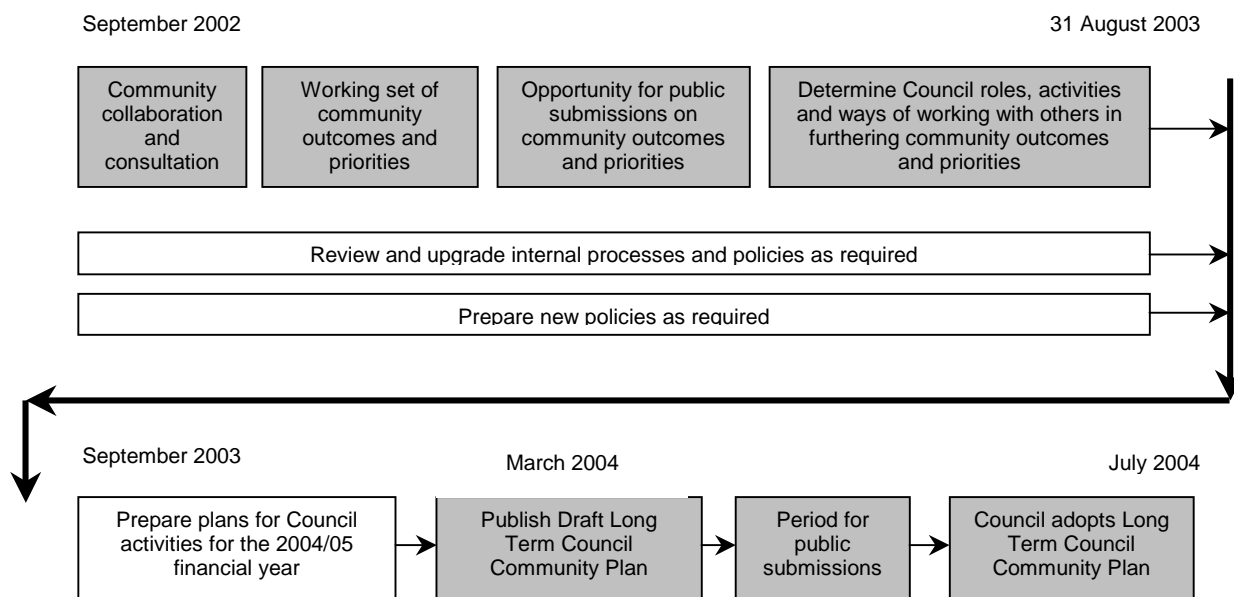 September 2002
31 August 2003
Community
collaboration
and
consultation
Working set of
community
outcomes and
priorities
Opportunity for public
submissions on
community outcomes
and priorities
Determine Council roles, activities
and ways of working with others in
furthering community outcomes
and priorities
Review and upgrade internal processes and policies as required
Prepare new policies as required
September 2003
March 2004
July 2004
Prepare plans for Council
activities for the 2004/05
financial year
Publish Draft Long
Term Council
Community Plan
Period for
public
submissions
Council adopts Long
Term Council
Community Plan